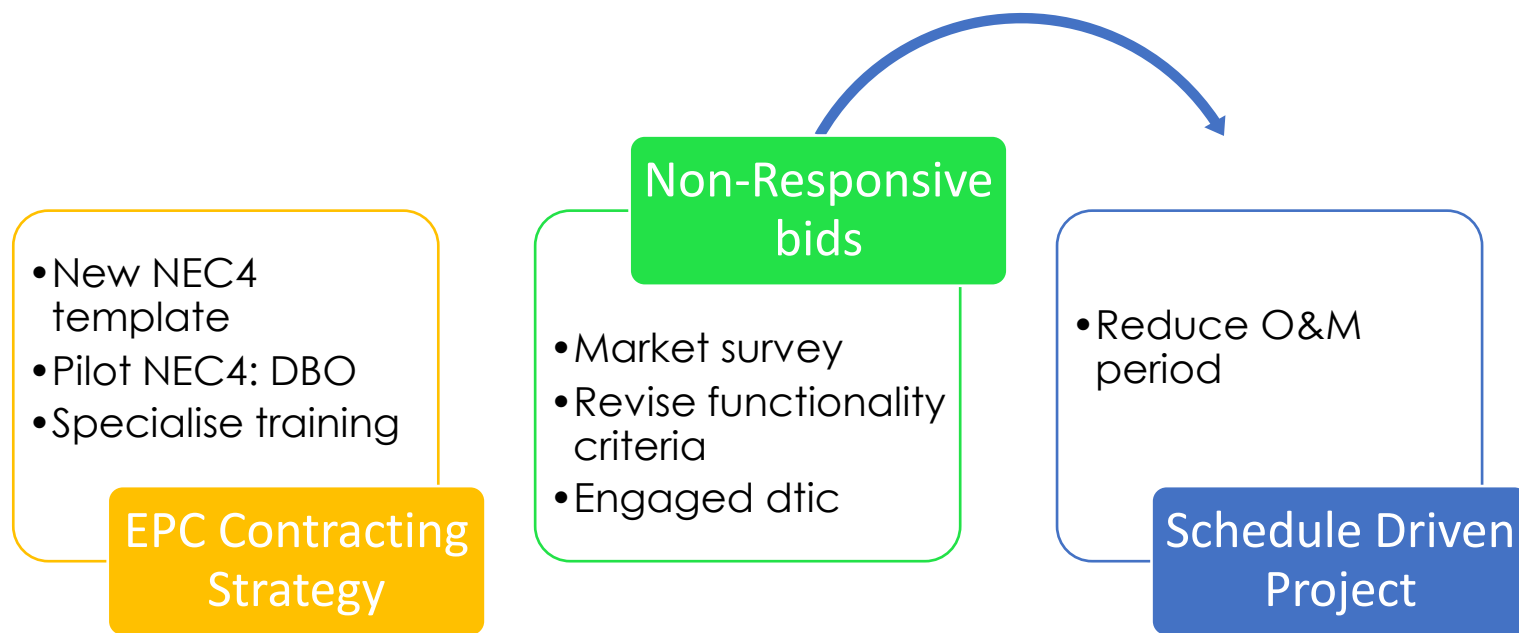 •New NEC4
template
•Pilot NEC4: DBO
•Specialise training
EPC Contracting
Strategy
Non-Responsive
bids
•Market survey
•Revise functionality
criteria
•Engaged dtic
•Reduce O&M
period
Schedule Driven
Project